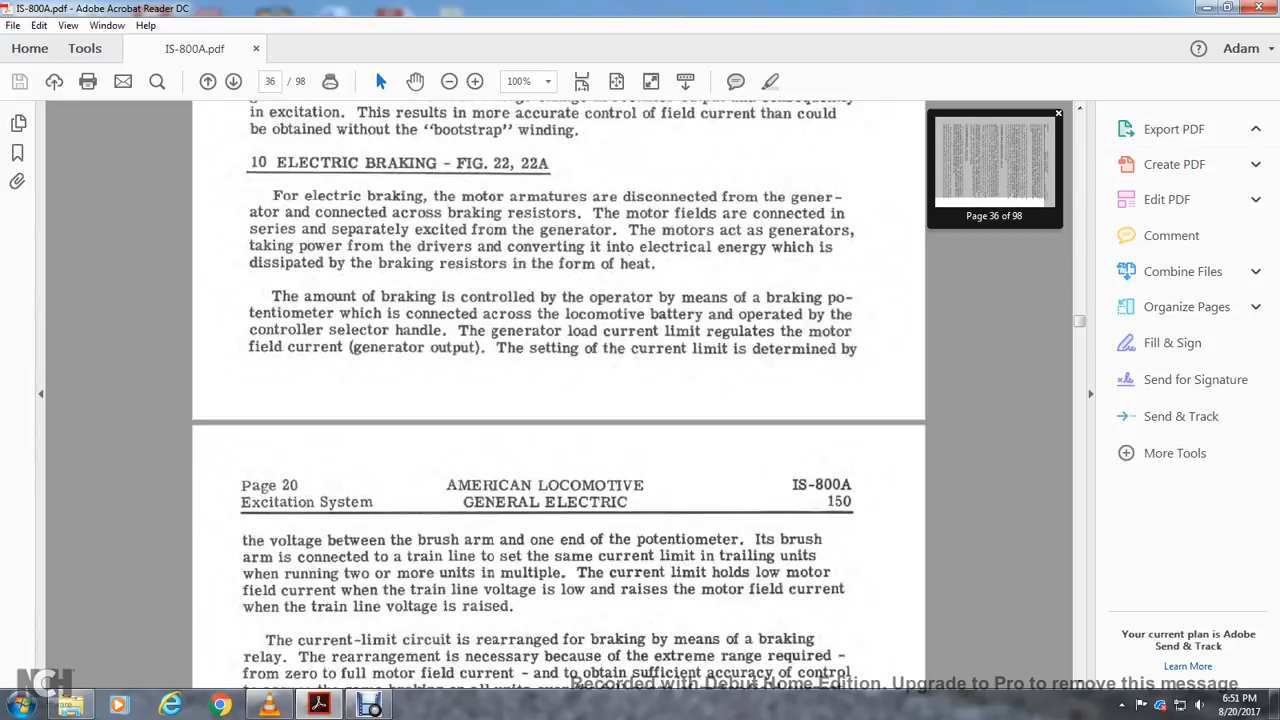 IS-800A.pdf - Adobe Acrobat Reader DC
File Edit View Window Help
Home Tools IS-800A.pdf × Adam
36 / 98 100%
in excitation. This results in more accurate control of field current than could
be obtained without the "bootstrap" winding.
10 ELECTRIC BRAKING - FIG. 22, 22A
For electric braking, the motor armatures are disconnected from the gener-
ator and connected across braking resistors. The motor fields are connected in
series and separately excited from the generator. The motors act as generators,
taking power from the drivers and converting it into electrical energy which is
dissipated by the braking resistors in the form of heat.
The amount of braking is controlled by the operator by means of a braking po-
tentiometer which is connected across the locomotive battery and operated by the
controller selector handle. The generator load current limit regulates the motor
field current (generator output). The setting of the current limit is determined by
Page 20 AMERICAN LOCOMOTIVE IS-800A
Excitation System GENERAL ELECTRIC 150
the voltage between the brush arm and one end of the potentiometer. Its brush
arm is connected to a train line to set the same current limit in trailing units
when running two or more units in multiple. The current limit holds low motor
field current when the train line voltage is low and raises the motor field current
when the train line voltage is raised.
The current-limit circuit is rearranged for braking by means of a braking
relay. The rearrangement is necessary because of the extreme range required -
from zero to full motor field current - and to obtain sufficient accuracy of control
Page 36 of 98
Export PDF
Create PDF
Edit PDF
Comment
Combine Files
Organize Pages
Fill & Sign
Send for Signature
Send & Track
More Tools
Your current plan is Adobe
Send & Track
Learn More
NCH
Recorded with Debut Home Edition. Upgrade to Pro to remove this message
6:51 PM
8/20/2017